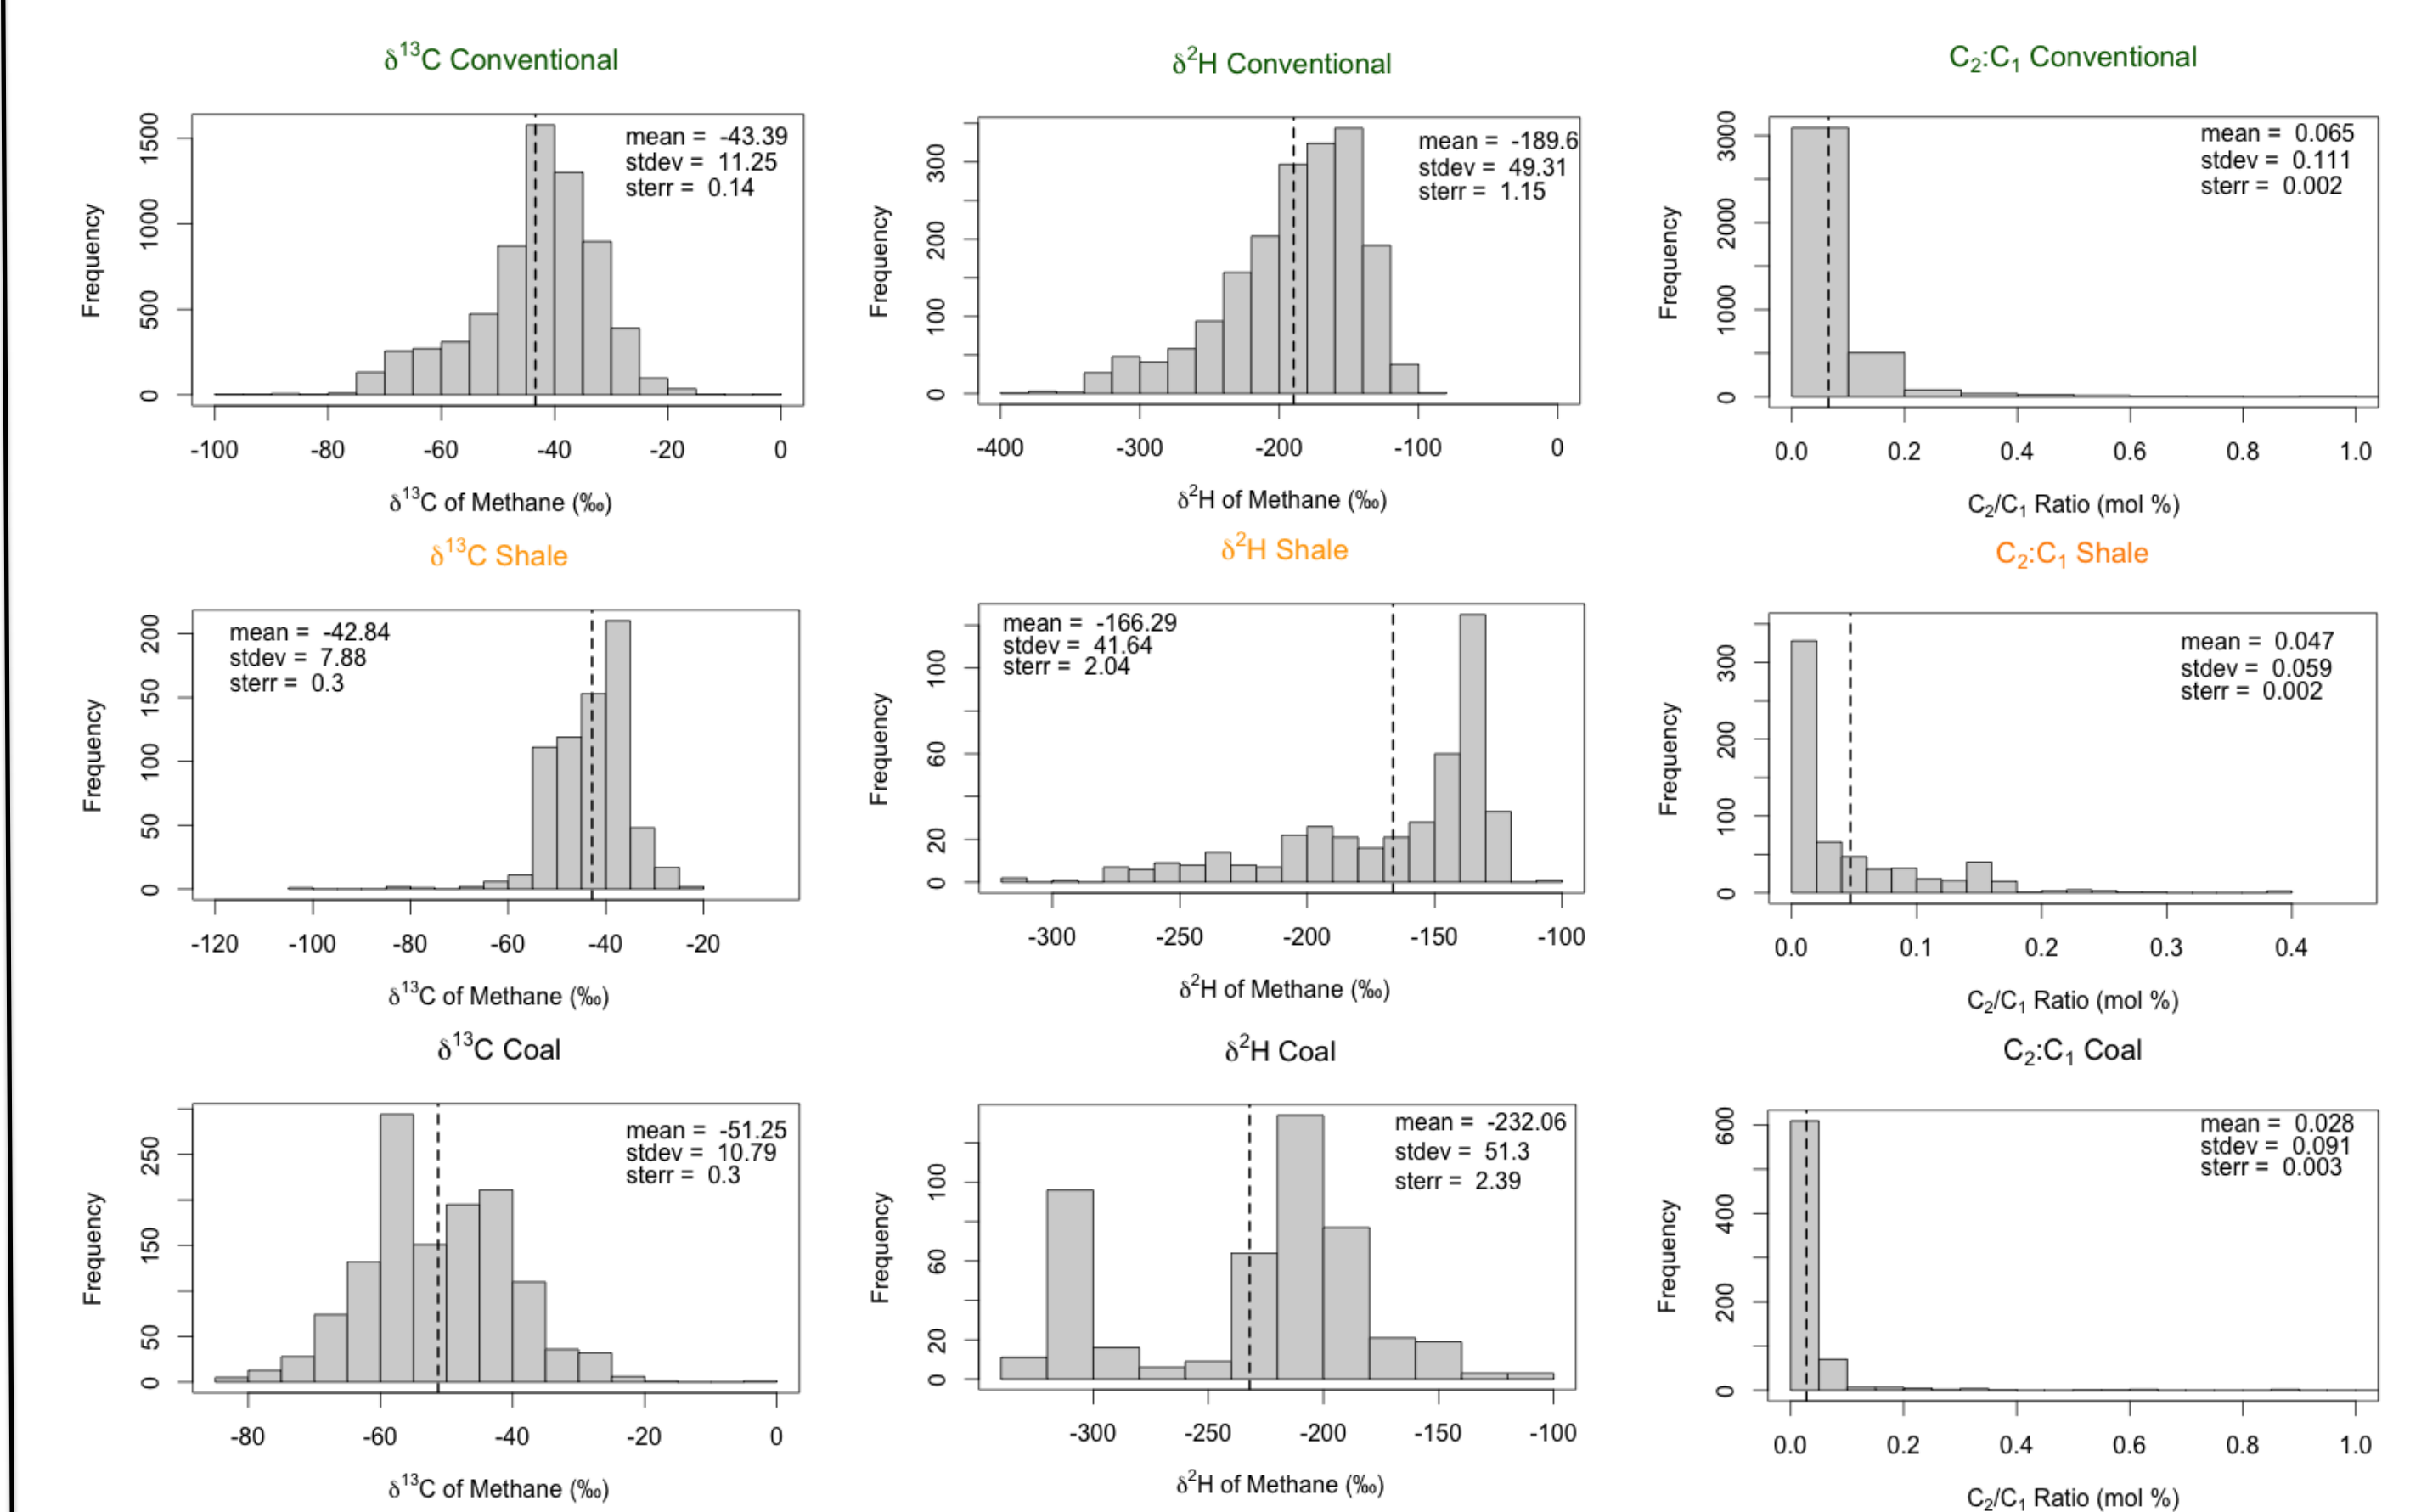 δ¹³C Conventional
mean = -43.39
stdev = 11.25
sterr = 0.14
Frequency
0
500
1000
1500
-100 -80 -60 -40 -20 0
δ¹³C of Methane (‰)
δ²H Conventional
mean = -189.6
stdev = 49.31
sterr = 1.15
Frequency
0
100
200
300
-400 -300 -200 -100 0
δ²H of Methane (‰)
C₂:C₁ Conventional
mean = 0.065
stdev = 0.111
sterr = 0.002
Frequency
0
1000
2000
3000
0.0 0.2 0.4 0.6 0.8 1.0
C₂/C₁ Ratio (mol %)
δ¹³C Shale
mean = -42.84
stdev = 7.88
sterr = 0.3
Frequency
0
50
100
150
200
-120 -100 -80 -60 -40 -20
δ¹³C of Methane (‰)
δ²H Shale
mean = -166.29
stdev = 41.64
sterr = 2.04
Frequency
0
20
60
100
-300 -250 -200 -150 -100
δ²H of Methane (‰)
C₂:C₁ Shale
mean = 0.047
stdev = 0.059
sterr = 0.002
Frequency
0
100
200
300
0.0 0.1 0.2 0.3 0.4
C₂/C₁ Ratio (mol %)
δ¹³C Coal
mean = -51.25
stdev = 10.79
sterr = 0.3
Frequency
0
50
150
250
-80 -60 -40 -20 0
δ¹³C of Methane (‰)
δ²H Coal
mean = -232.06
stdev = 51.3
sterr = 2.39
Frequency
0
20
60
100
-300 -250 -200 -150 -100
δ²H of Methane (‰)
C₂:C₁ Coal
mean = 0.028
stdev = 0.091
sterr = 0.003
Frequency
0
200
400
600
0.0 0.2 0.4 0.6 0.8 1.0
C₂/C₁ Ratio (mol %)